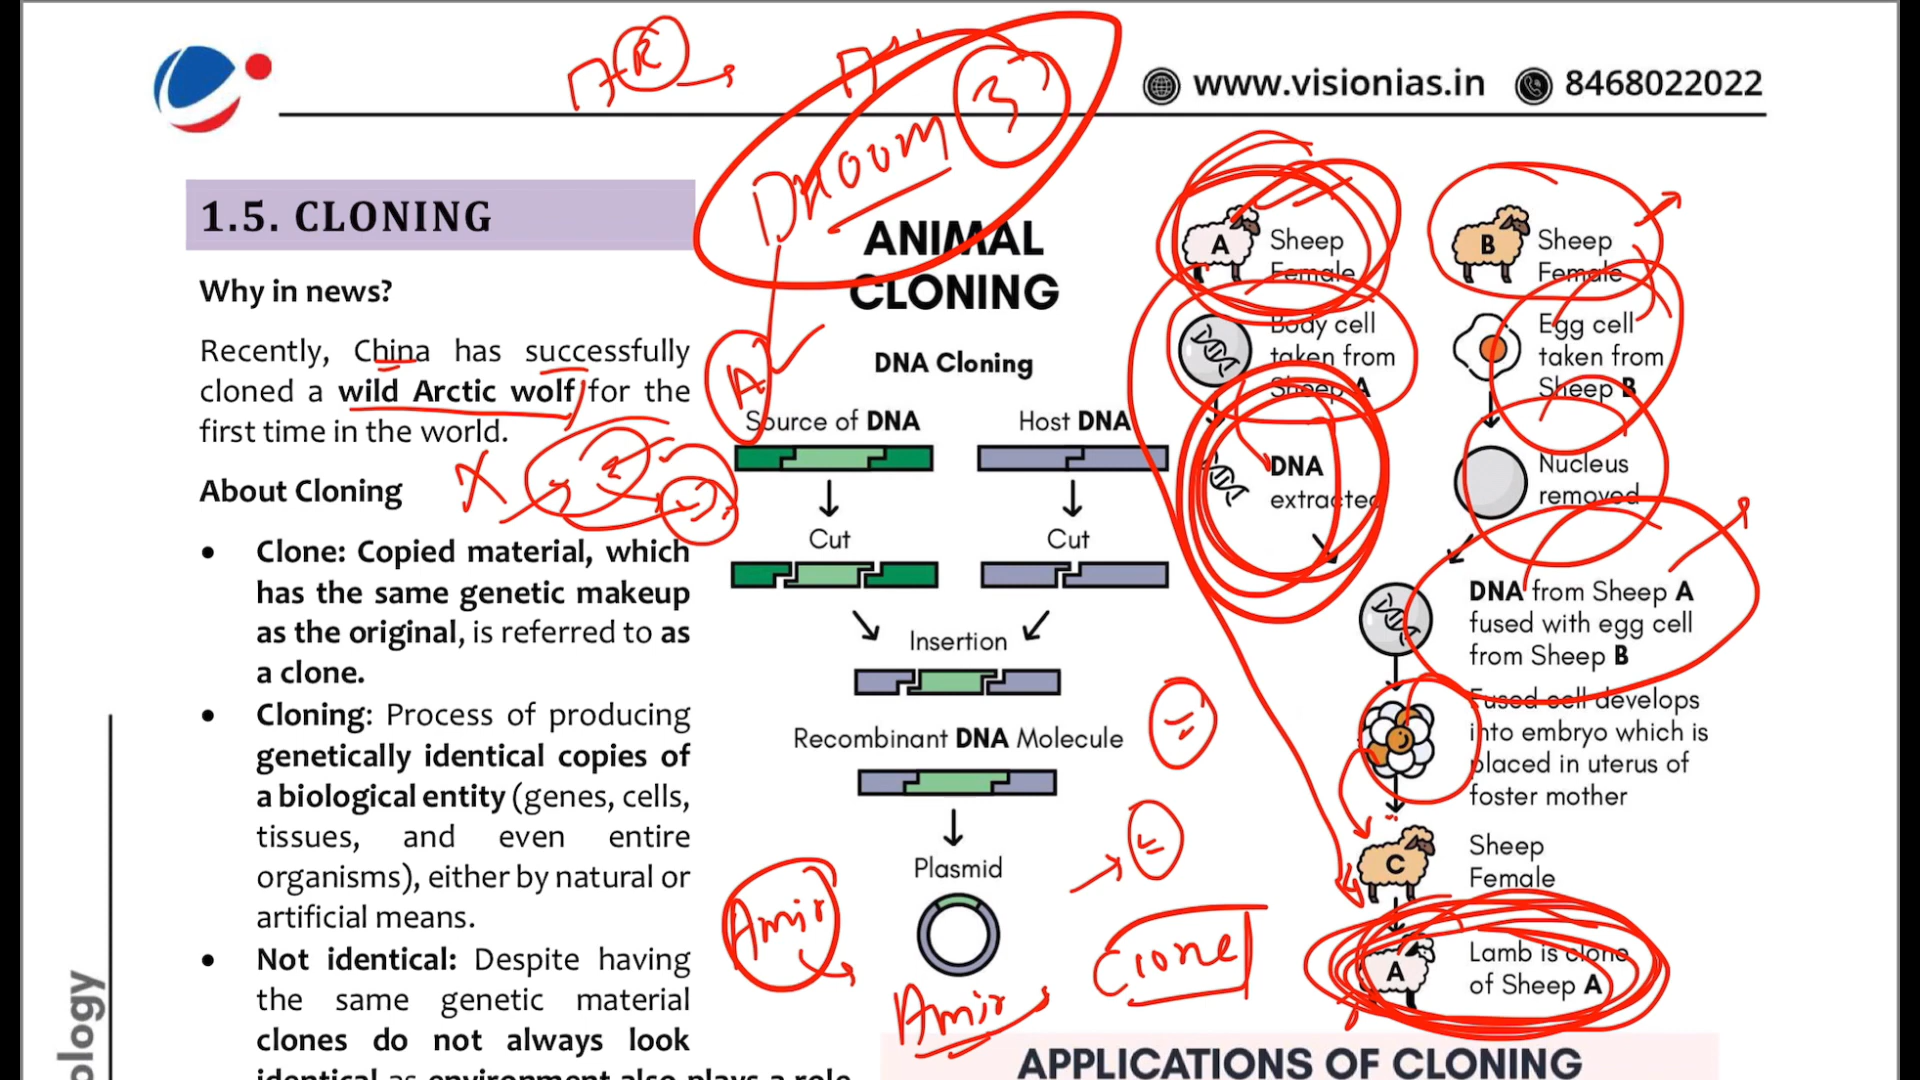 www.visionias.in 8468022022
Dhoom 3
1.5. CLONING
Why in news?
Recently, China has successfully
cloned a wild Arctic wolf for the
first time in the world.
About Cloning
• Clone: Copied material, which
has the same genetic makeup
as the original, is referred to as
a clone.
• Cloning: Process of producing
genetically identical copies of
a biological entity (genes, cells,
tissues, and even entire
organisms), either by natural or
artificial means.
• Not identical: Despite having
the same genetic material
clones do not always look
identical as environment also plays a role
ology
ANIMAL
CLONING
DNA Cloning
A
Source of DNA
Host DNA
Cut
Cut
Insertion
Recombinant DNA Molecule
Plasmid
Amir
Amir
Clone
A
Sheep
Female
Body cell
taken from
Sheep A
DNA
extracted
B
Sheep
Female
Egg cell
taken from
Sheep B
Nucleus
removed
DNA from Sheep A
fused with egg cell
from Sheep B
Fused cell develops
into embryo which is
placed in uterus of
foster mother
C
Sheep
Female
A
Lamb is clone
of Sheep A
APPLICATIONS OF CLONING